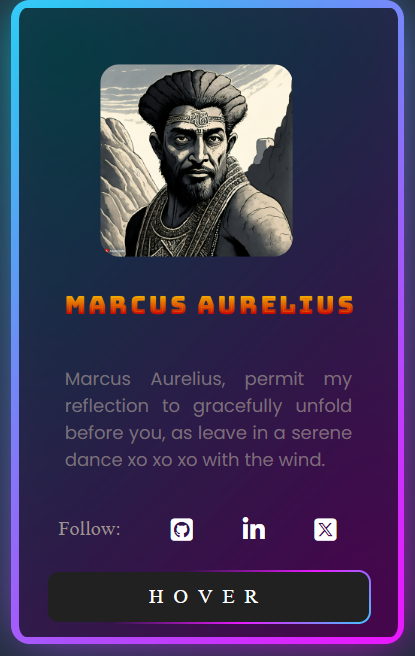 MARCUS AURELIUS
Marcus Aurelius, permit my
reflection to gracefully unfold
before you, as leave in a serene
dance xo xo xo with the wind.
Follow:
in
X
HOVER